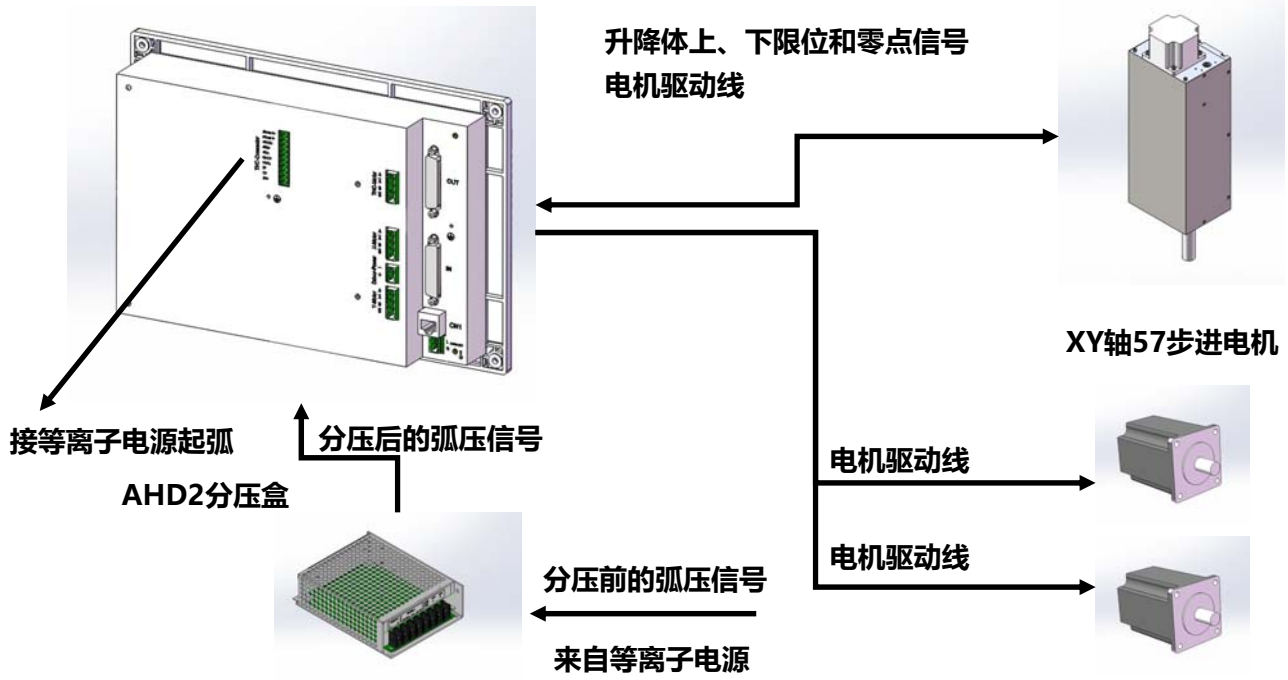 升降体上、下限位和零点信号
电机驱动线
OUT
IN
CM1
XY轴57步进电机
接等离子电源起弧
分压后的弧压信号
AHD2分压盒
电机驱动线
分压前的弧压信号
电机驱动线
来自等离子电源